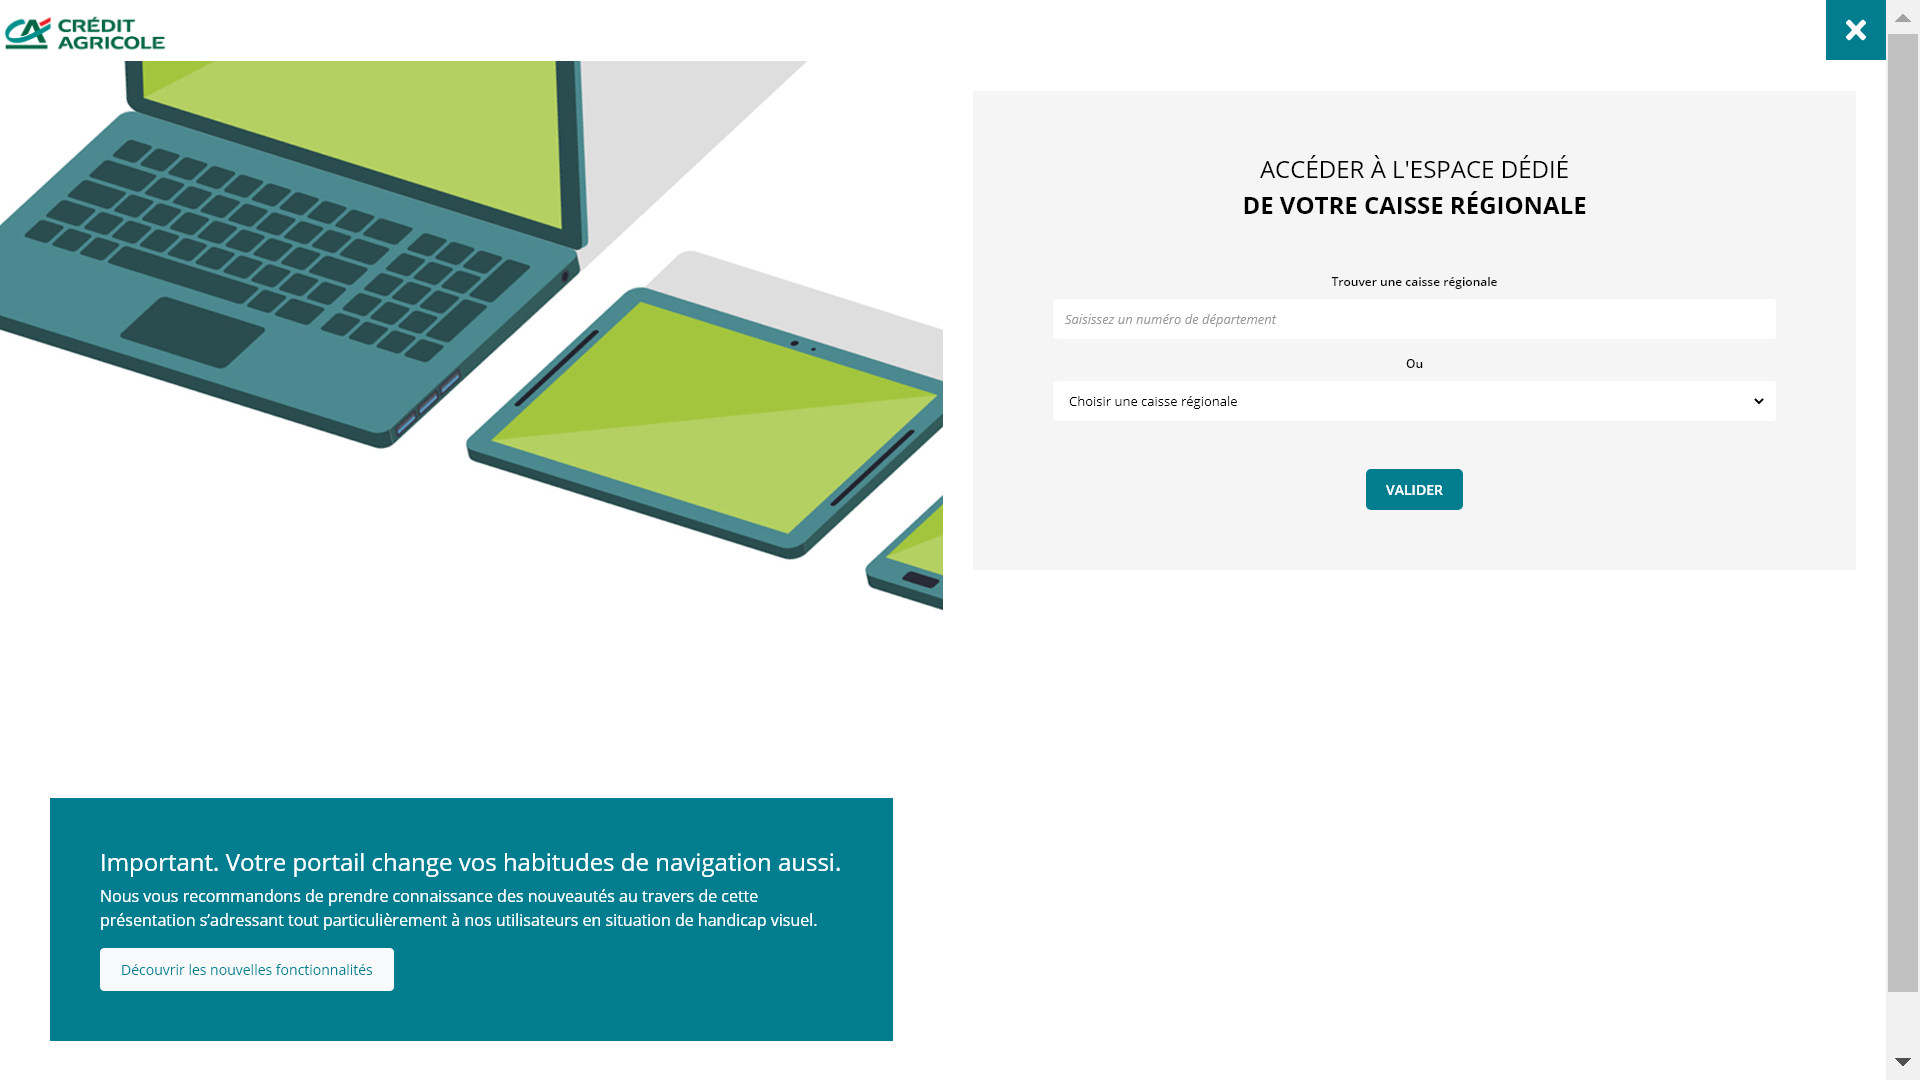 CRÉDIT
AGRICOLE
ACCÉDER À L'ESPACE DÉDIÉ
DE VOTRE CAISSE RÉGIONALE
Trouver une caisse régionale
Saisissez un numéro de département
Ou
Choisir une caisse régionale
VALIDER
Important. Votre portail change vos habitudes de navigation aussi.
Nous vous recommandons de prendre connaissance des nouveautés au travers de cette
présentation s’adressant tout particulièrement à nos utilisateurs en situation de handicap visuel.
Découvrir les nouvelles fonctionnalités